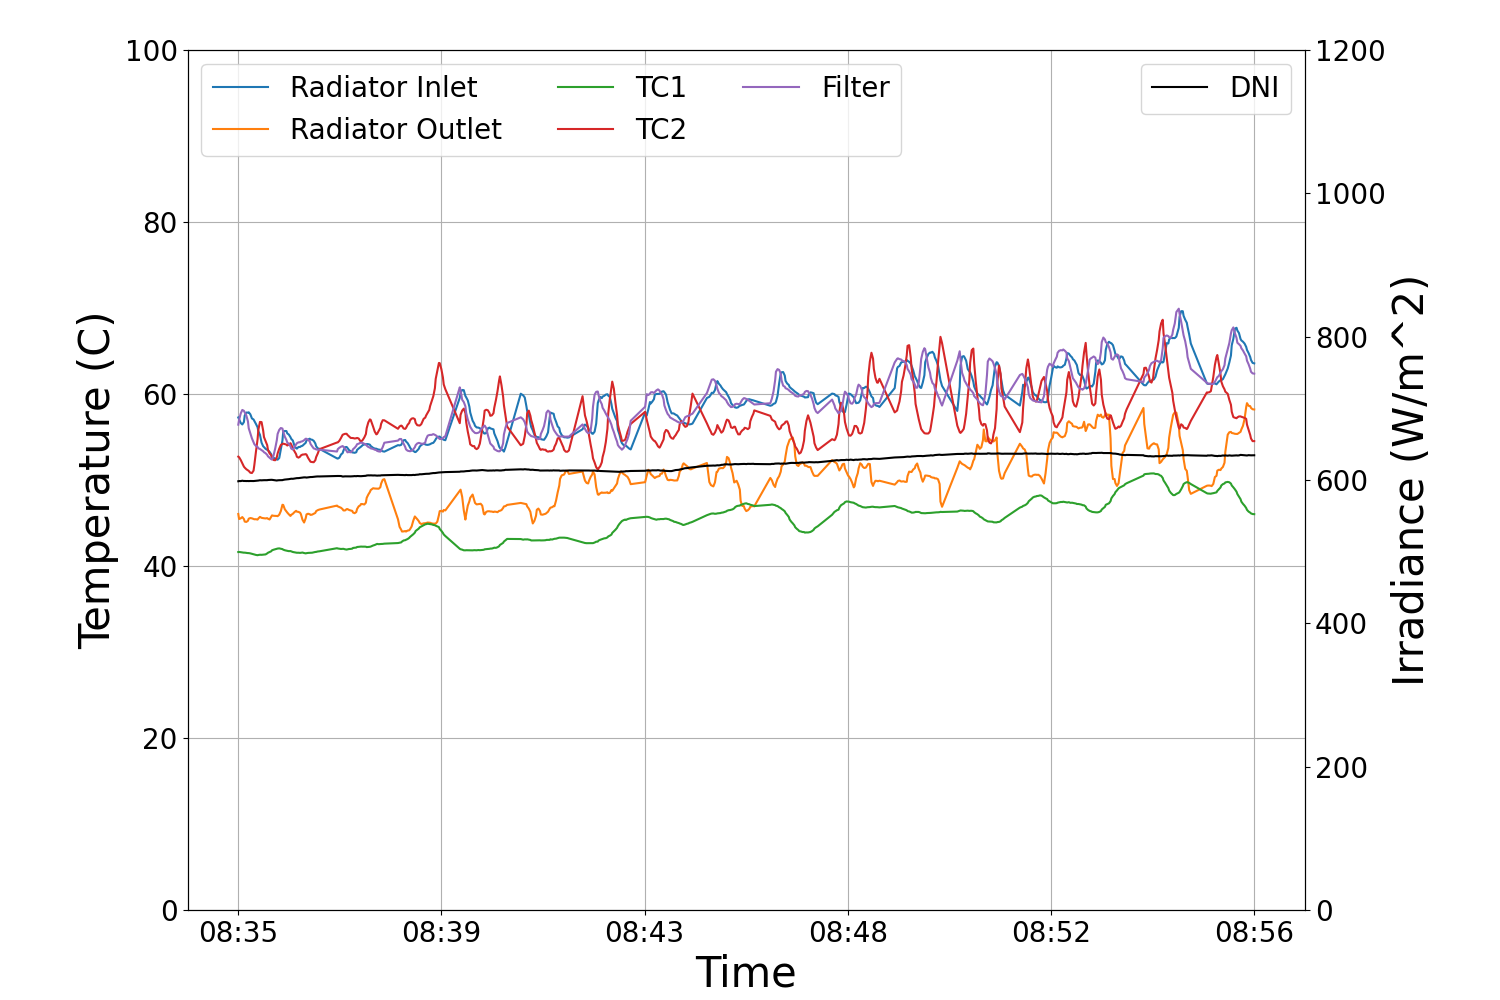 100
80
60
40
20
0
Temperature (C)
Radiator Inlet
Radiator Outlet
TC1
TC2
Filter
DNI
1200
1000
800
600
400
200
0
Irradiance (W/m^2)
08:35 08:39 08:43 08:48 08:52 08:56
Time